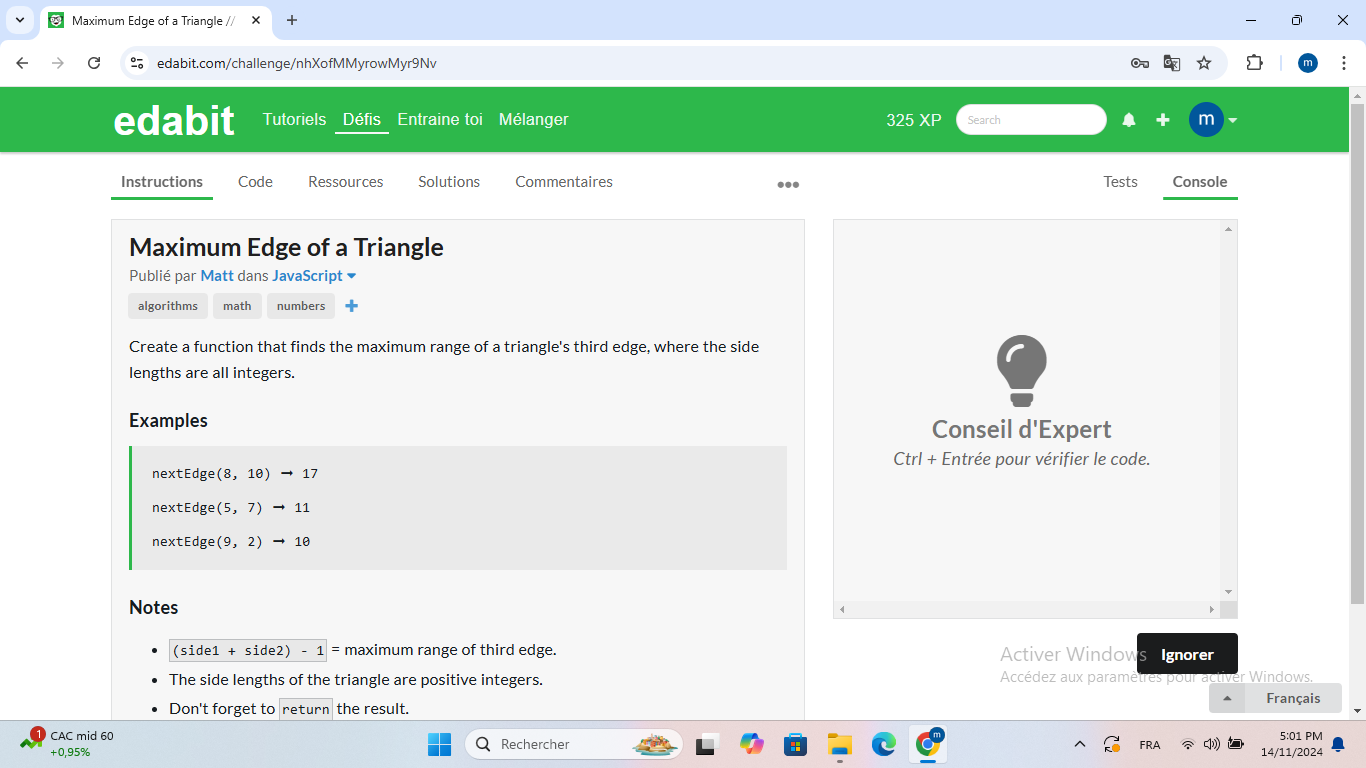 Maximum Edge of a Triangle //
edabit.com/challenge/nhXofMMyrowMyr9Nv
m
edabit
Tutoriels Défis Entraine toi Mélanger
325 XP
Search
m
Instructions Code Ressources Solutions Commentaires
Tests Console
Maximum Edge of a Triangle
Publié par Matt dans JavaScript
algorithms math numbers
Create a function that finds the maximum range of a triangle's third edge, where the side
lengths are all integers.
Examples
nextEdge(8, 10) ➞ 17
nextEdge(5, 7) ➞ 11
nextEdge(9, 2) ➞ 10
Notes
• (side1 + side2) - 1 = maximum range of third edge.
• The side lengths of the triangle are positive integers.
• Don't forget to return the result.
Conseil d'Expert
Ctrl + Entrée pour vérifier le code.
Ignorer
Activer Windows
Accédez aux paramètres pour activer Windows.
Français
1
CAC mid 60
+0,95%
Rechercher
m
FRA
5:01 PM
14/11/2024